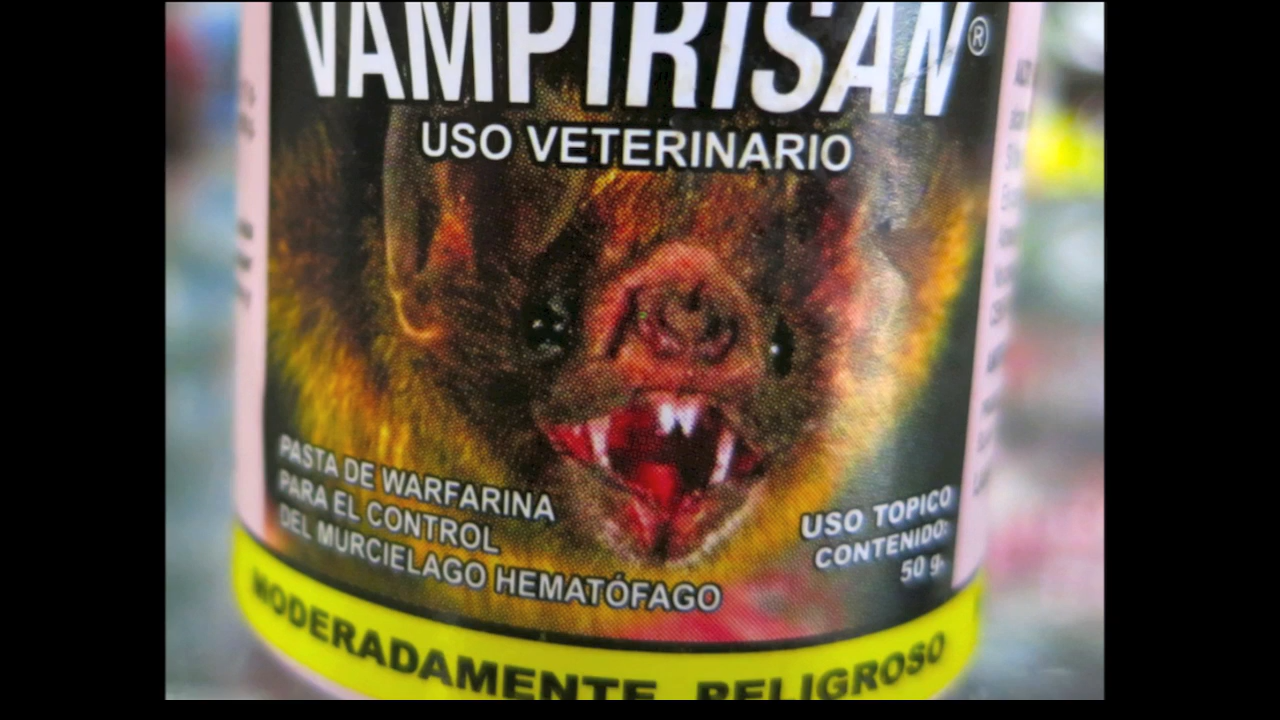 VAMPIRISAN®
USO VETERINARIO
PASTA DE WARFARINA
PARA EL CONTROL
DEL MURCIELAGO HEMATÓFAGO
USO TOPICO
CONTENIDO:
50 g.
MODERADAMENTE PELIGROSO